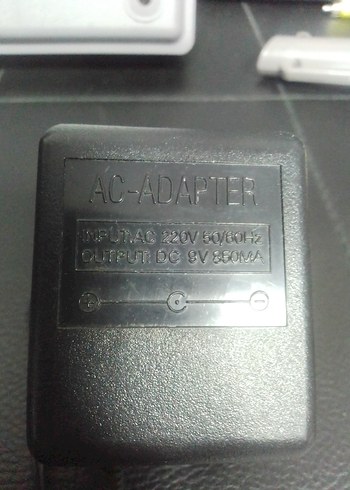 AC-ADAPTER
INPUT:AC 220V 50/60Hz
OUTPUT: DC 9V 850MA